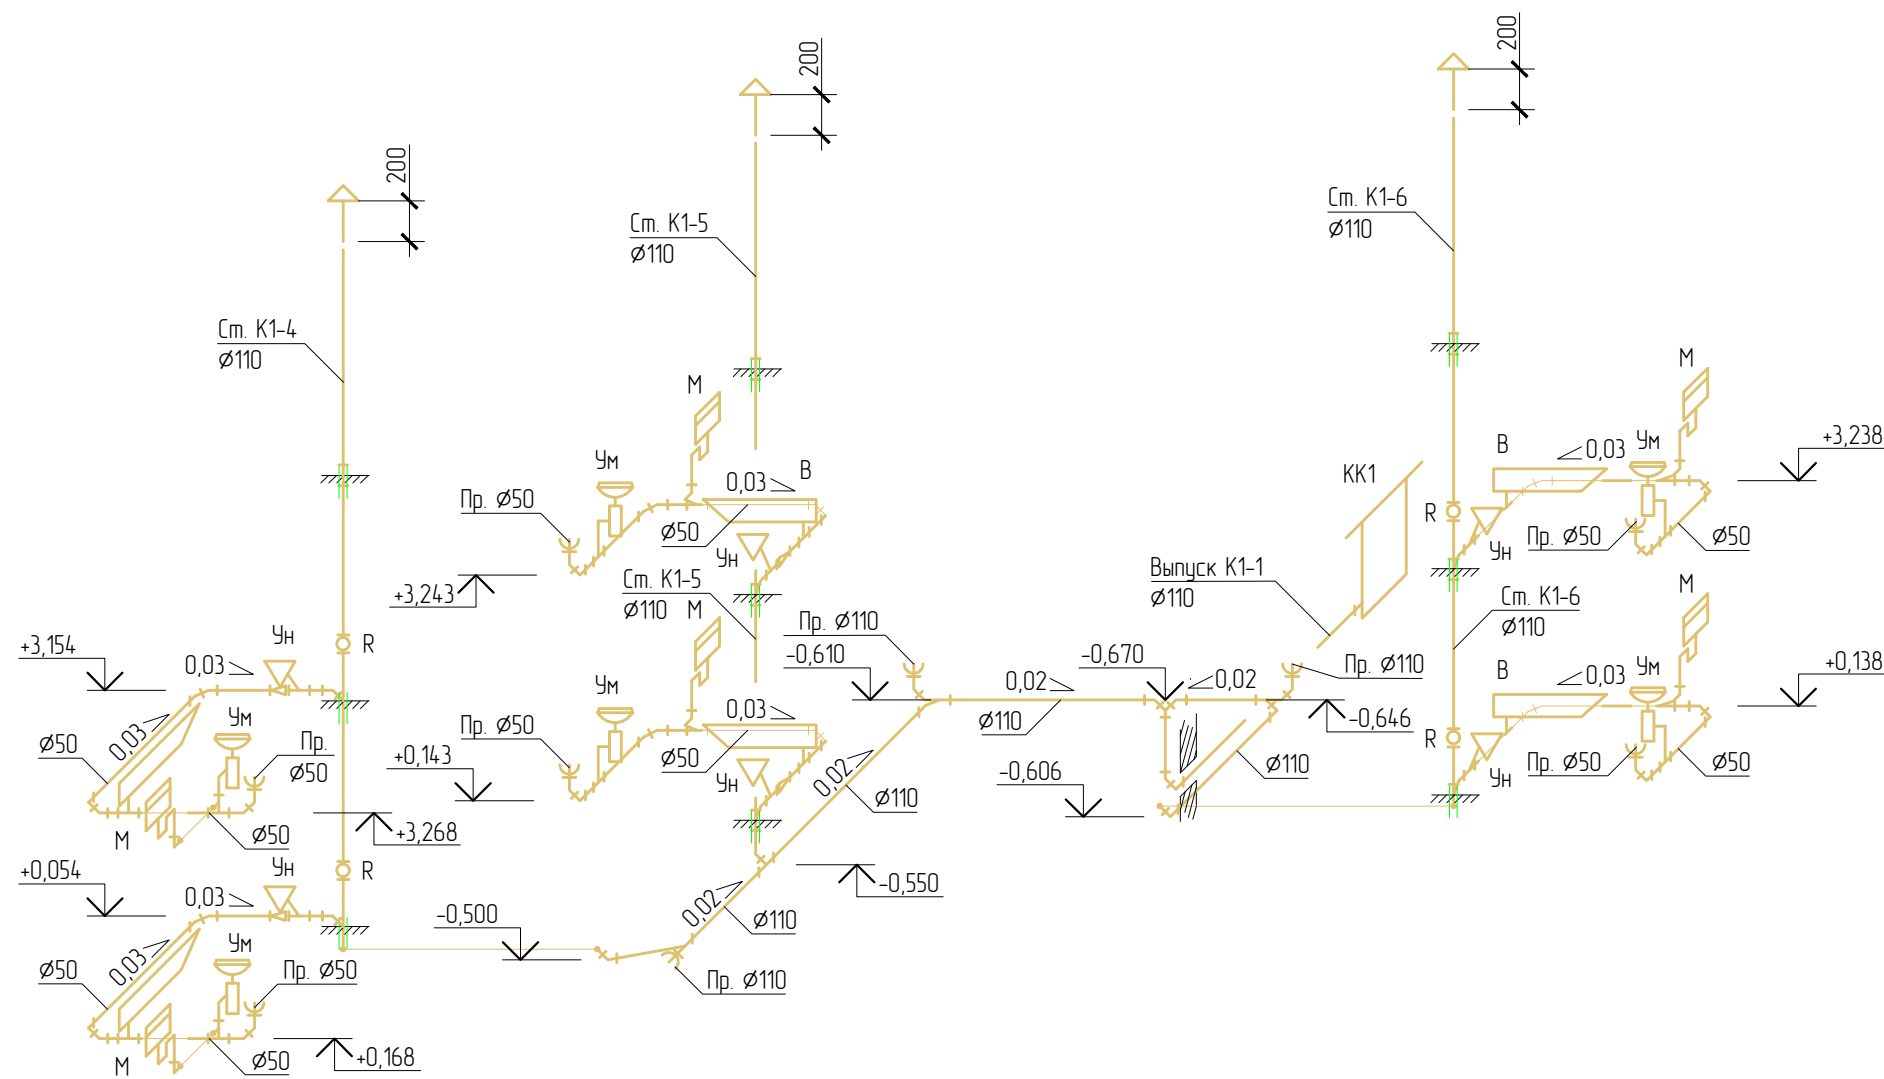 200
200
200
Ст. К1-6
Ø110
Ст. К1-5
Ø110
Ст. К1-4
Ø110
М
М
+3,238
В
0,03
Ум
КК1
Ум
0,03
В
Пр. Ø50
R
Ø50
Ун
Пр. Ø50
Ун
Ø50
+3,243
Ст. К1-5
Ø110
М
Выпуск К1-1
Ø110
Ст. К1-6
Ø110
М
+3,154
0,03
Ун
R
Пр. Ø110
-0,610
-0,670
0,02
0,02
Пр. Ø110
В
0,03
Ум
+0,138
Ум
0,03
Пр. Ø50
Ø50
Ø110
-0,646
R
Ø50
0,03
Ум
Пр.
Ø50
+0,143
Ун
0,02
Ø110
-0,606
Ø110
Ун
Пр. Ø50
Ø50
М
Ø50
+3,268
+0,054
0,03
Ун
R
-0,550
-0,500
0,02
Ø110
Ø50
0,03
Ум
Пр. Ø50
Пр. Ø110
М
Ø50
+0,168